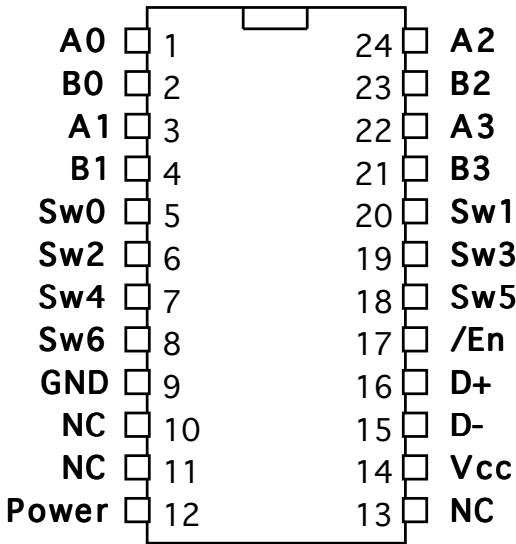 A0 1 24 A2
B0 2 23 B2
A1 3 22 A3
B1 4 21 B3
Sw0 5 20 Sw1
Sw2 6 19 Sw3
Sw4 7 18 Sw5
Sw6 8 17 /En
GND 9 16 D+
NC 10 15 D-
NC 11 14 Vcc
Power 12 13 NC